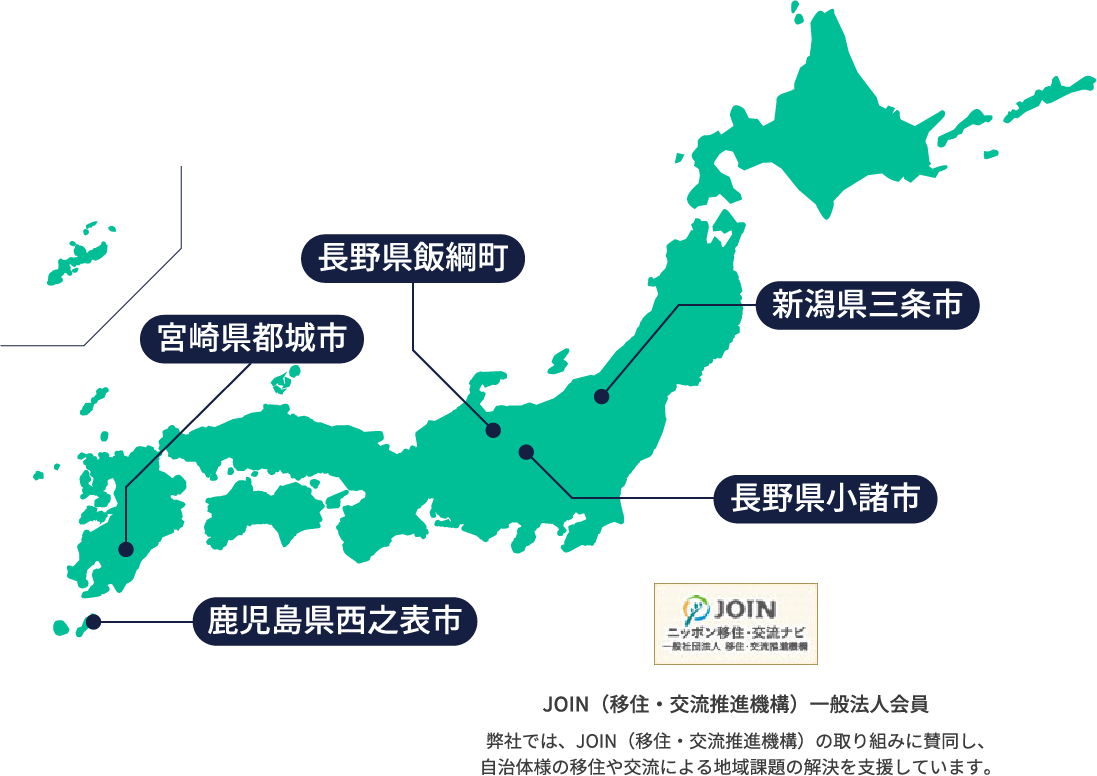 長野県飯綱町
新潟県三条市
宮崎県都城市
長野県小諸市
鹿児島県西之表市
JOIN
ニッポン移住・交流ナビ
一般社団法人 移住・交流推進機構
JOIN（移住・交流推進機構）一般法人会員
弊社では、JOIN（移住・交流推進機構）の取り組みに賛同し、
自治体様の移住や交流による地域課題の解決を支援しています。